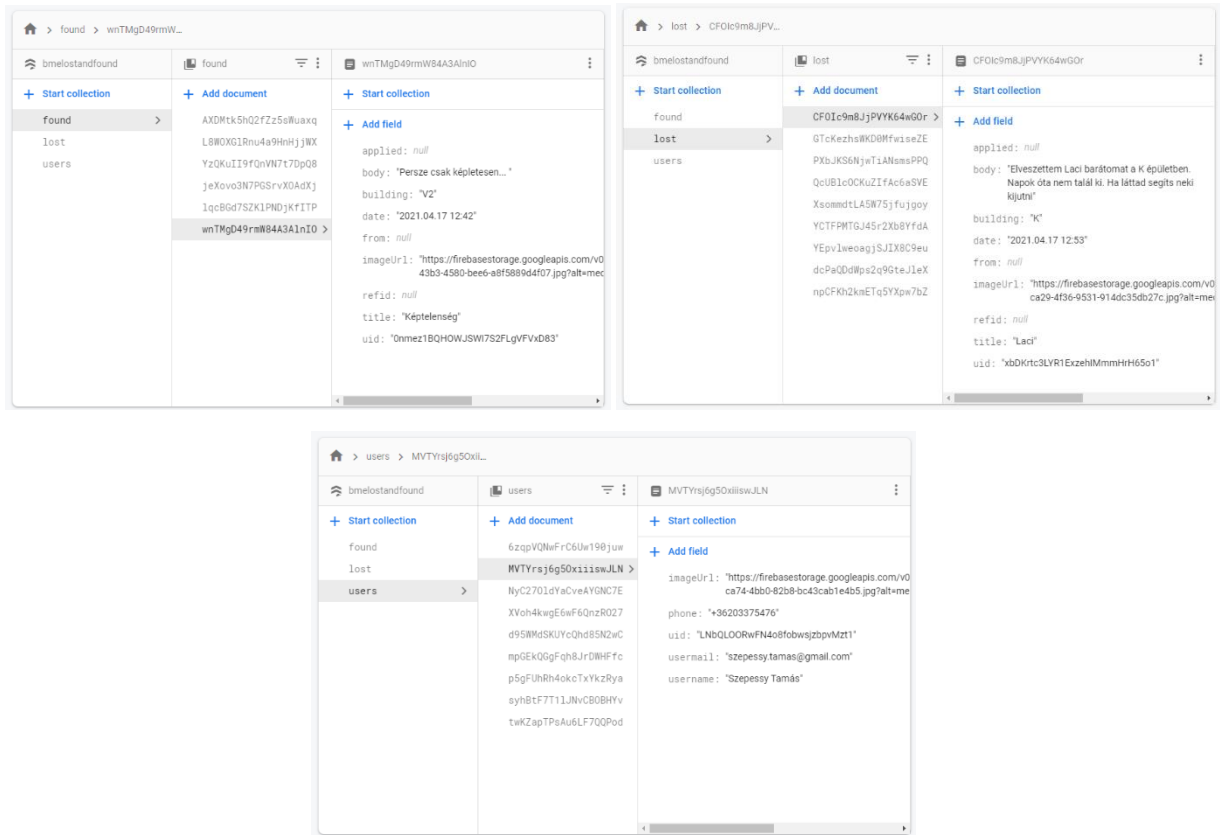 found > wnTMgD49rmW...
bmelostandfound
found
wnTMgD49rmW84A3AlnIO
+ Start collection
+ Add document
+ Start collection
found
lost
users
AXDMtk5hQ2fZz5sWuaxq
L8WOXGlRnu4a9HnHjjWX
YzQKuII9fQnVN7t7DpQ8
jeXovo3N7PGSrvXOAdXj
lqcBGd7SZKlPNDjKfITP
wnTMgD49rmW84A3AlnIO
+ Add field
applied: null
body: "Persze csak képletesen... "
building: "V2"
date: "2021.04.17 12:42"
from: null
imageUrl: "https://firebasestorage.googleapis.com/v0
43b3-4580-bee6-a8f5889d4f07.jpg?alt=med
refid: null
title: "Képtelenség"
uid: "0nmez1BQHOWJSWI7S2FLgVFVxD83"
lost > CFOIc9m8JjPV...
bmelostandfound
lost
CFOIc9m8JjPVYK64wGOr
+ Start collection
+ Add document
+ Start collection
found
lost
users
CFOIc9m8JjPVYK64wGOr
GTcKezhsWKD0MfwiseZE
PXbJKS6NjwTiANsmsPPQ
QcUBlcOCKuZIfAc6aSVE
XsommdtLA5W75jfujgoy
YCTFPMTGJ45r2Xb8YfdA
YEpvlweoagjSJIX8C9eu
dcPaQDdWps2q9GteJleX
npCFKh2kmETq5YXpw7bZ
+ Add field
applied: null
body: "Elveszettem Laci barátomat a K épületben.
Napok óta nem talál ki. Ha láttad segíts neki
kijutni"
building: "K"
date: "2021.04.17 12:53"
from: null
imageUrl: "https://firebasestorage.googleapis.com/v0
ca29-4f36-9531-914dc35db27c.jpg?alt=me
refid: null
title: "Laci"
uid: "xbDKrtc3LYR1ExzehIMmmHrH65o1"
users > MVTYrsj6g5Oxii...
bmelostandfound
users
MVTYrsj6g5OxiiiswJLN
+ Start collection
+ Add document
+ Start collection
found
lost
users
6zqpVQNwFrC6Uw190juw
MVTYrsj6g5OxiiiswJLN
NyC27OldYaCveAYGNC7E
XVoh4kwgE6wF6QnzRO27
d95WMdSKUYcQhd85N2wC
mpGEkQGgFqh8JrDWHFfc
p5gFUhRh4okcTxYkzRya
syhBtF7T1lJNvCBOBHYv
twKZapTPsAu6LF7QQPod
+ Add field
imageUrl: "https://firebasestorage.googleapis.com/v0
ca74-4bb0-82b8-bc43cab1e4b5.jpg?alt=me
phone: "+36203375476"
uid: "LNbQLOORwFN4o8fobwsjzbpvMzt1"
usermail: "szepessy.tamas@gmail.com"
username: "Szepessy Tamás"